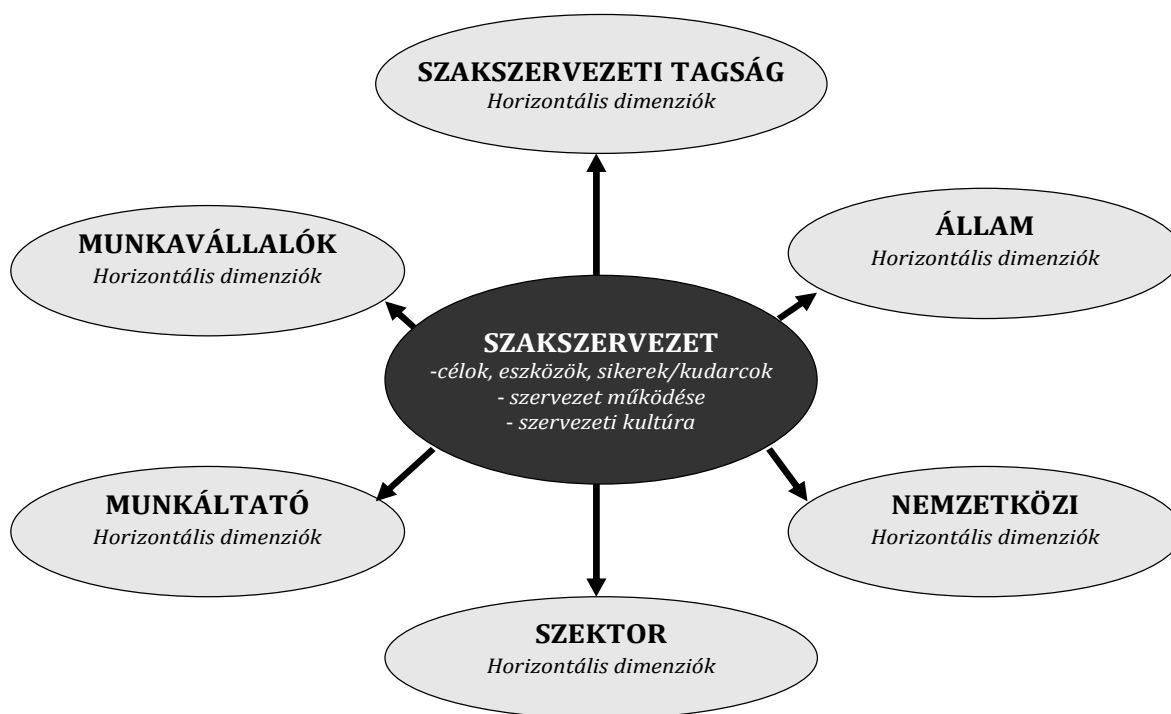 SZAKSZERVEZETI TAGSÁG
Horizontális dimenziók
MUNKAVÁLLALÓK
Horizontális dimenziók
ÁLLAM
Horizontális dimenziók
SZAKSZERVEZET
-célok, eszközök, sikerek/kudarcok
- szervezet működése
- szervezeti kultúra
MUNKÁLTATÓ
Horizontális dimenziók
NEMZETKÖZI
Horizontális dimenziók
SZEKTOR
Horizontális dimenziók